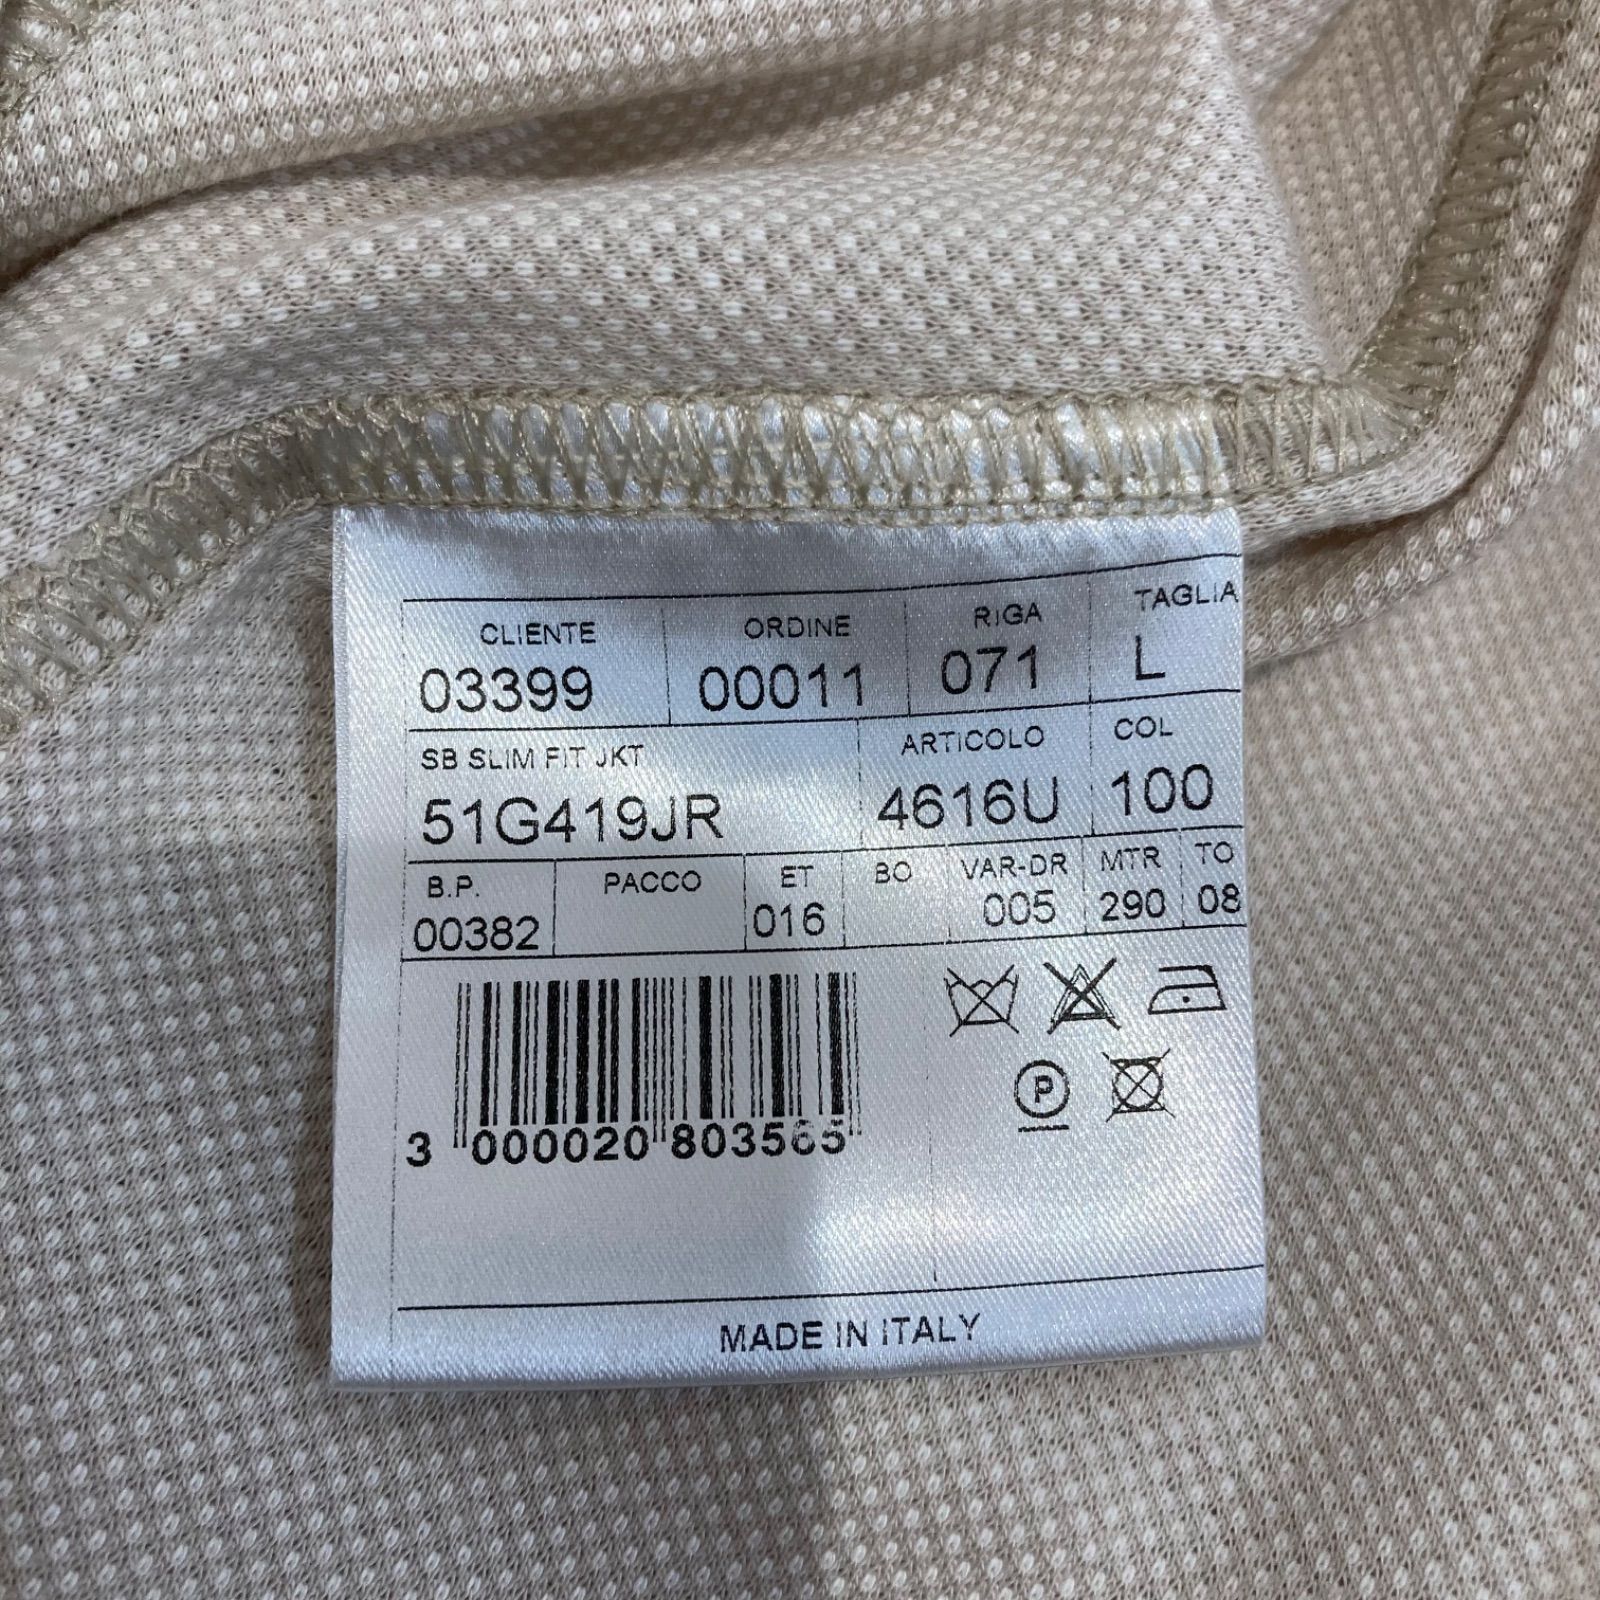 CLIENTE ORDINE RIGA TAGLIA
03399 00011 071 L
SB SLIM FIT JKT ARTICOLO COL
51G419JR 4616U 100
B.P. PACCO ET BO VAR-DR MTR TO
00382 016 005 290 08
P
3 000020 803565
MADE IN ITALY